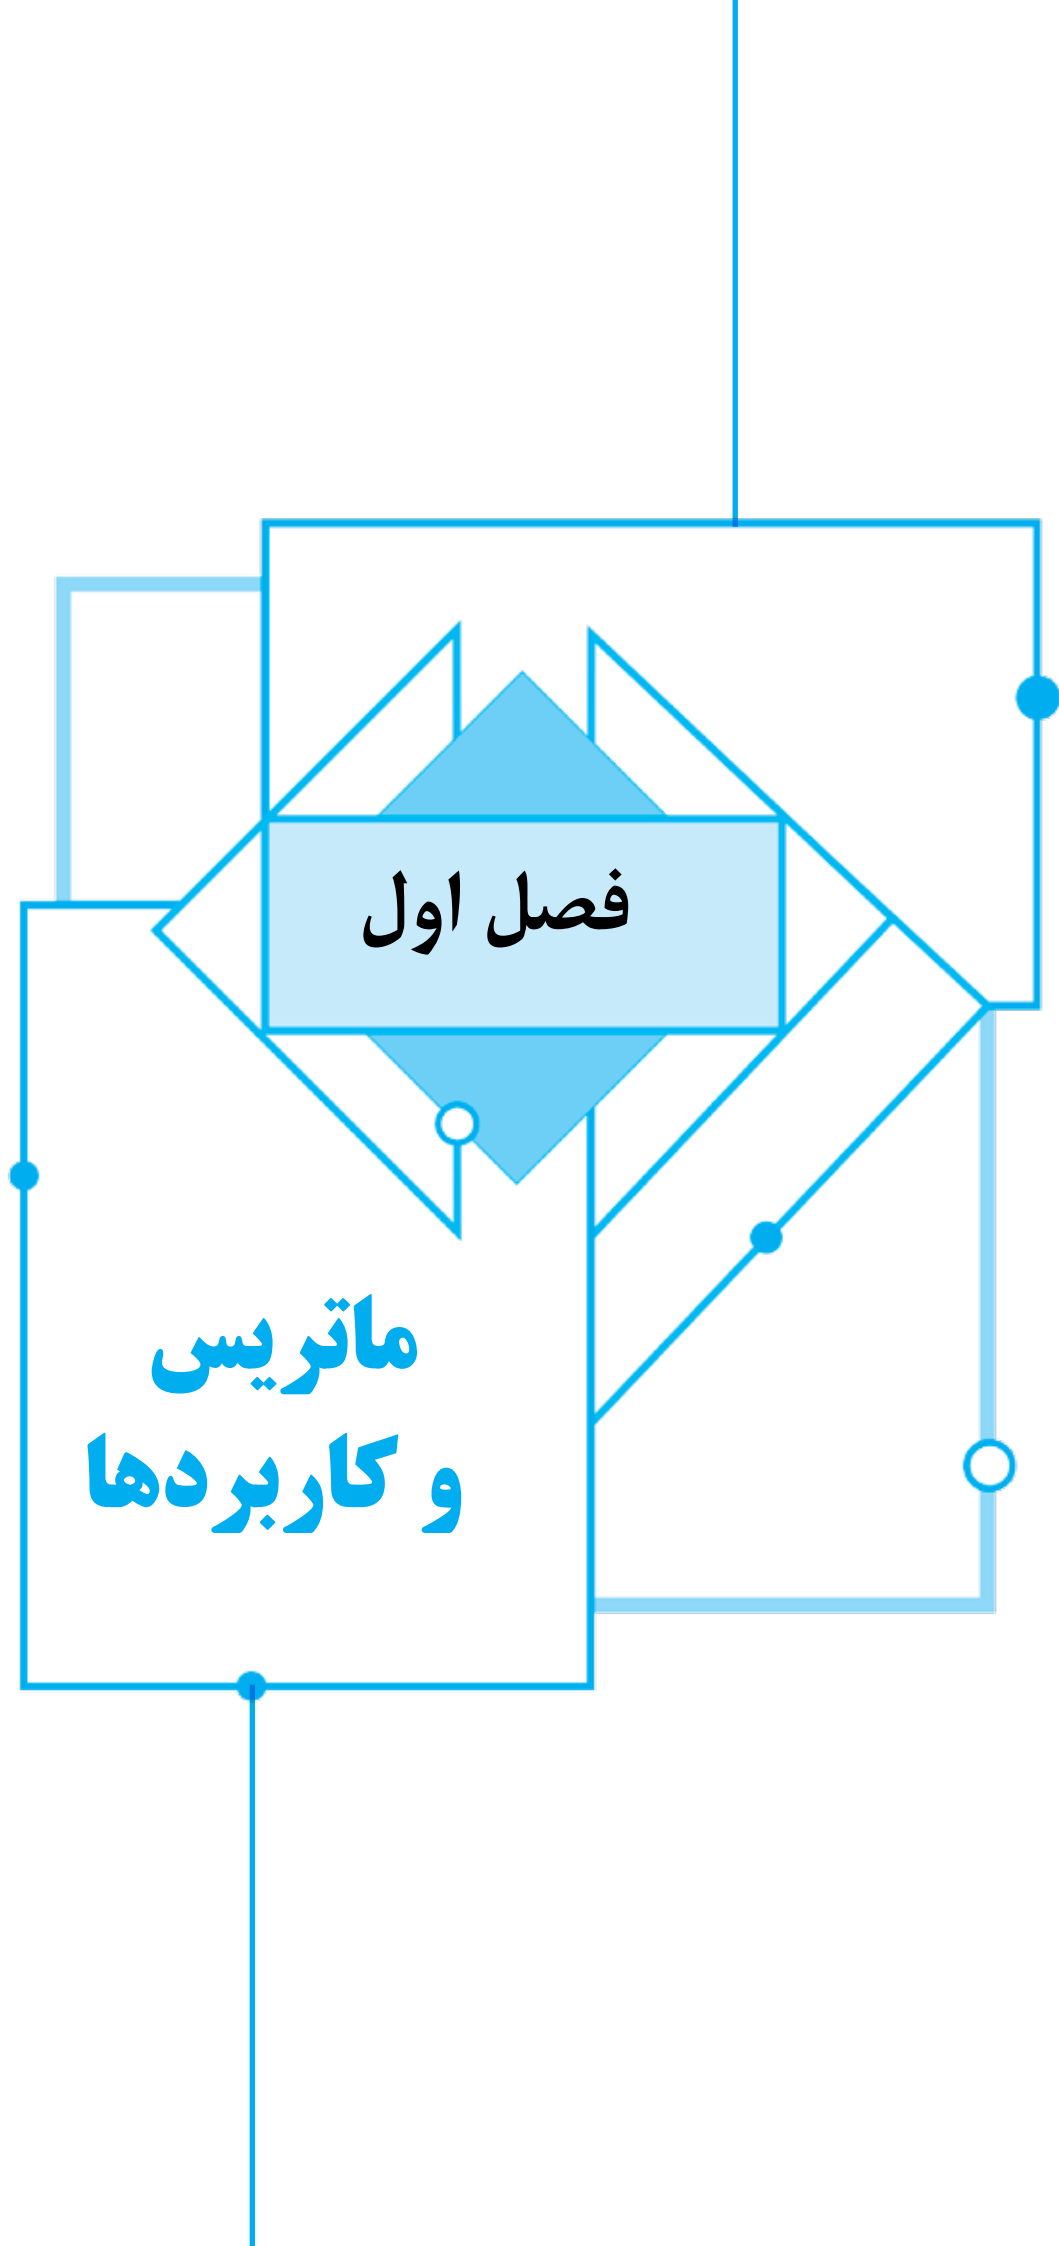 فصل اول
ماتریس
و کاربردها